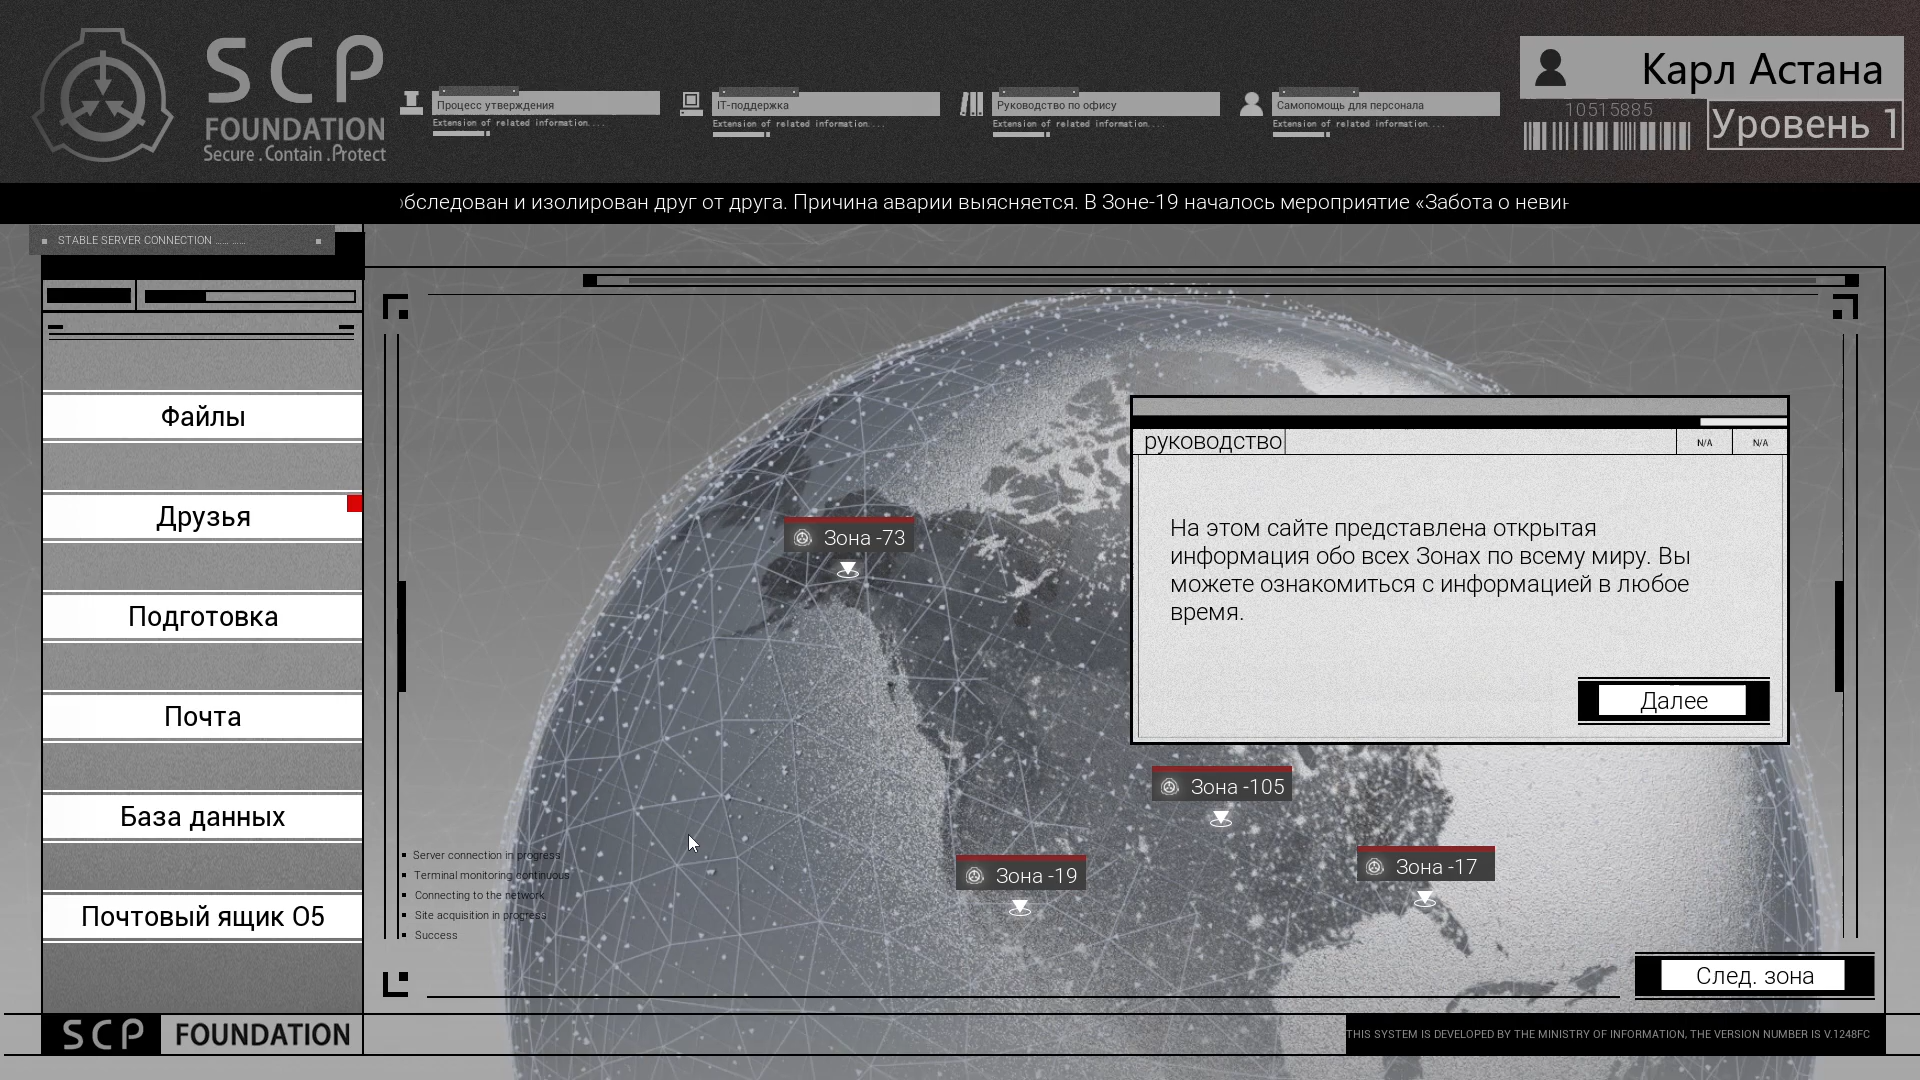 SCP
FOUNDATION
Secure . Contain .Protect
Процесс утверждения
Extension of related information....
IT-поддержка
Extension of related information....
Руководство по офису
Extension of related information....
Самопомощь для персонала
Extension of related information....
Карл Астана
10515885
Уровень 1
обследован и изолирован друг от друга. Причина аварии выясняется. В Зоне-19 началось мероприятие «Забота о неви
STABLE SERVER CONNECTION ...... ......
Файлы
Друзья
Подготовка
Почта
База данных
Почтовый ящик О5
руководство
N/A
N/A
На этом сайте представлена открытая
информация обо всех Зонах по всему миру. Вы
можете ознакомиться с информацией в любое
время.
Далее
Зона -73
Зона -105
Зона -17
Зона -19
Server connection in progress
Terminal monitoring continuous
Connecting to the network
Site acquisition in progress
Success
След. зона
SCP FOUNDATION
THIS SYSTEM IS DEVELOPED BY THE MINISTRY OF INFORMATION, THE VERSION NUMBER IS V.1248FC